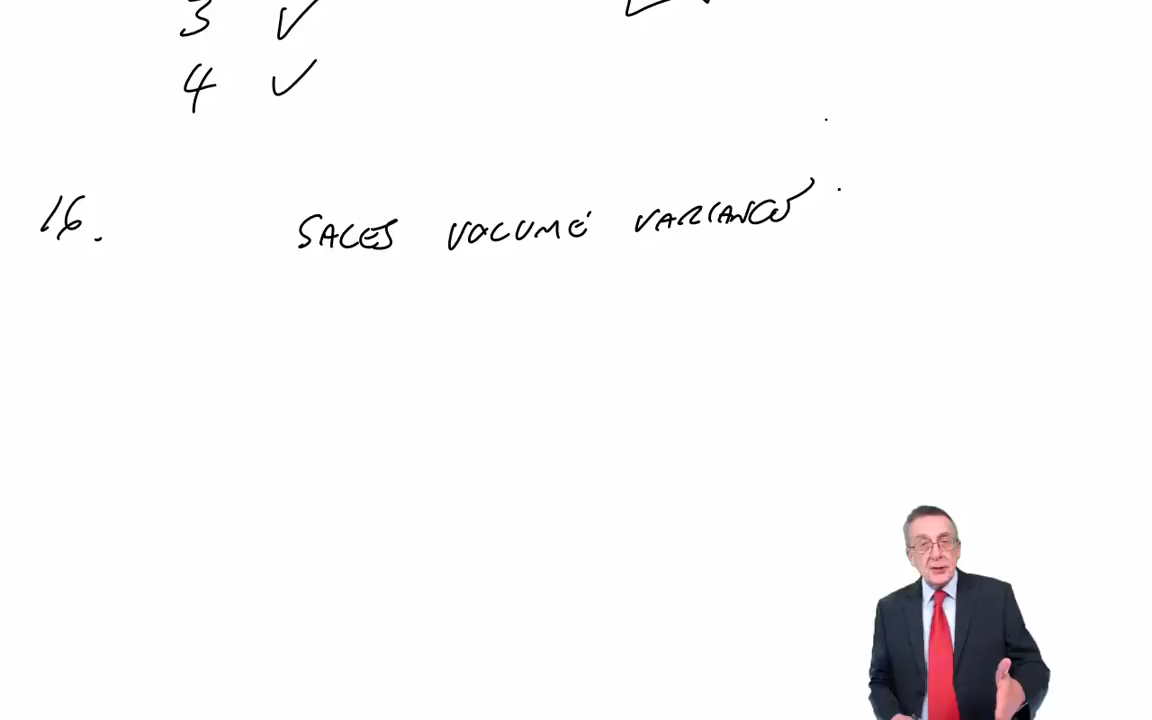 3 ✓
4 ✓
16. SALES VOLUME VARIANCE